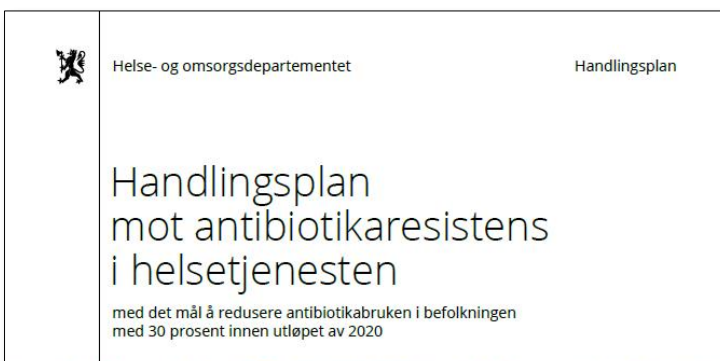 Helse- og omsorgsdepartementet
Handlingsplan
Handlingsplan
mot antibiotikaresistens
i helsetjenesten
med det mål å redusere antibiotikabruken i befolkningen
med 30 prosent innen utløpet av 2020